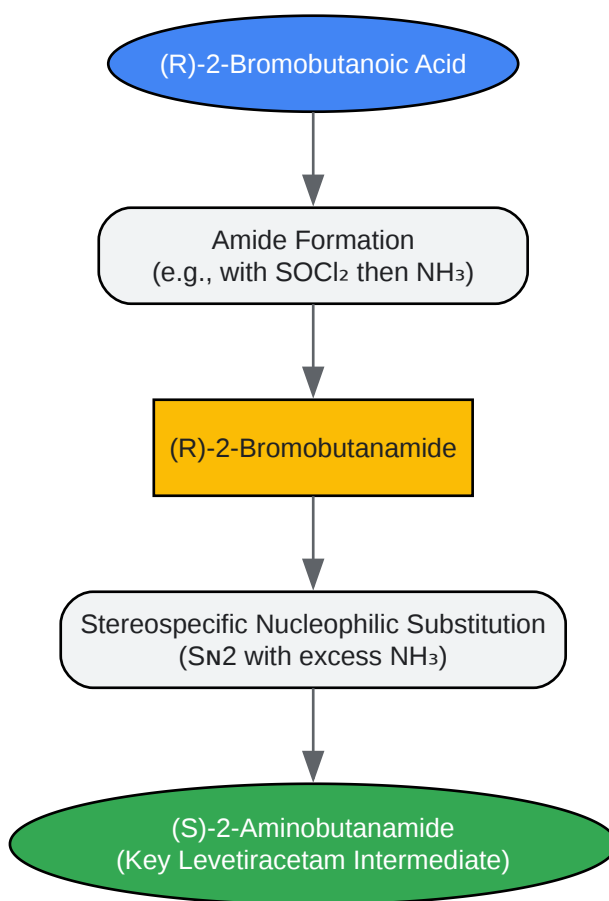 (R)-2-Bromobutanoic Acid
Amide Formation
(e.g., with SOCl₂ then NH₃)
(R)-2-Bromobutanamide
Stereospecific Nucleophilic Substitution
(Sɴ2 with excess NH₃)
(S)-2-Aminobutanamide
(Key Levetiracetam Intermediate)